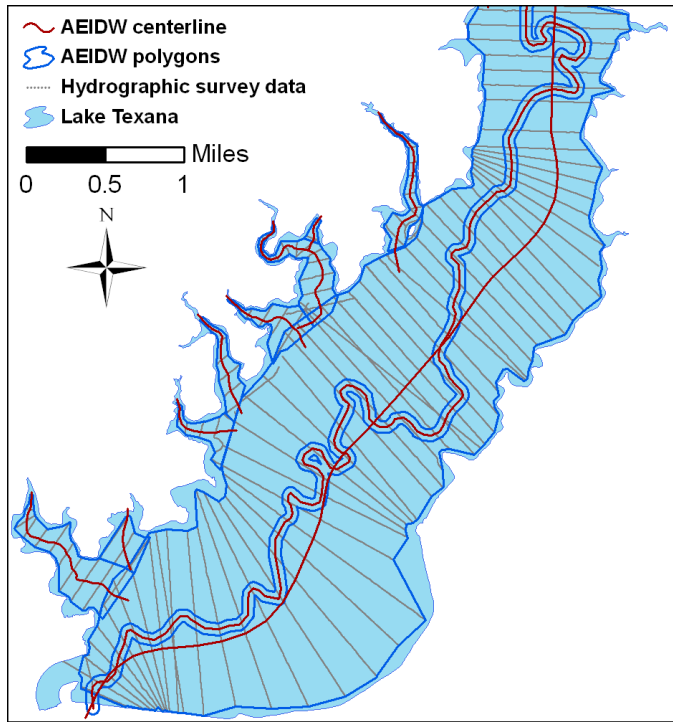 AEIDW centerline
AEIDW polygons
Hydrographic survey data
Lake Texana
Miles
0 0.5 1
N